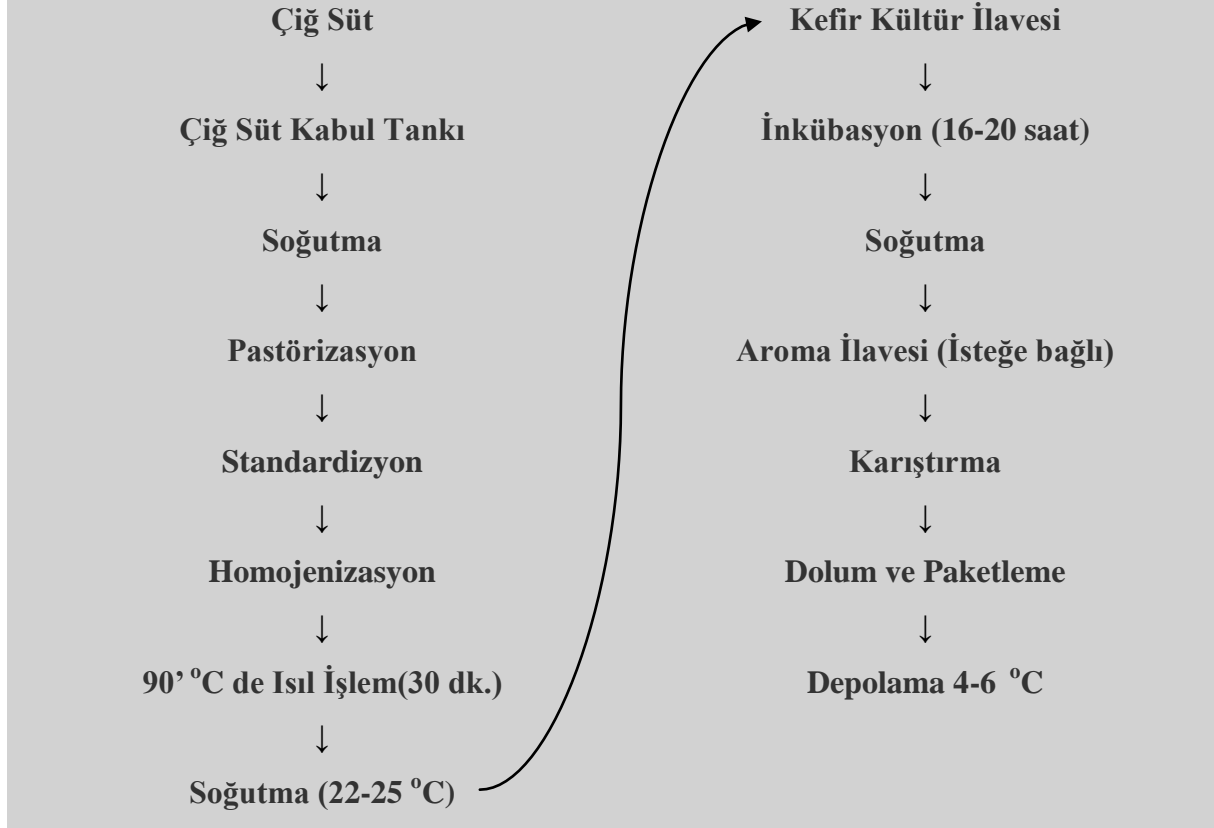 Çiğ Süt
↓
Çiğ Süt Kabul Tankı
↓
Soğutma
↓
Pastörizasyon
↓
Standardizyon
↓
Homojenizasyon
↓
90’ °C de Isıl İşlem(30 dk.)
↓
Soğutma (22-25 °C)
Kefir Kültür İlavesi
↓
İnkübasyon (16-20 saat)
↓
Soğutma
↓
Aroma İlavesi (İsteğe bağlı)
↓
Karıştırma
↓
Dolum ve Paketleme
↓
Depolama 4-6 °C